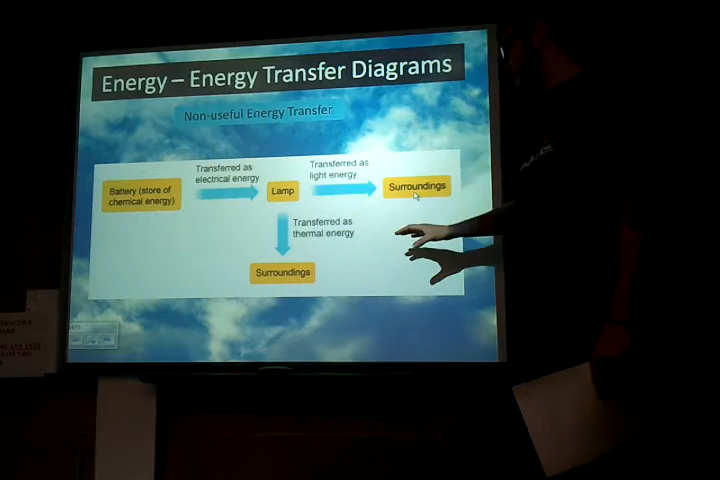 Energy – Energy Transfer Diagrams
Non-useful Energy Transfer
Battery (store of
chemical energy)
Transferred as
electrical energy
Lamp
Transferred as
light energy
Surroundings
Transferred as
thermal energy
Surroundings